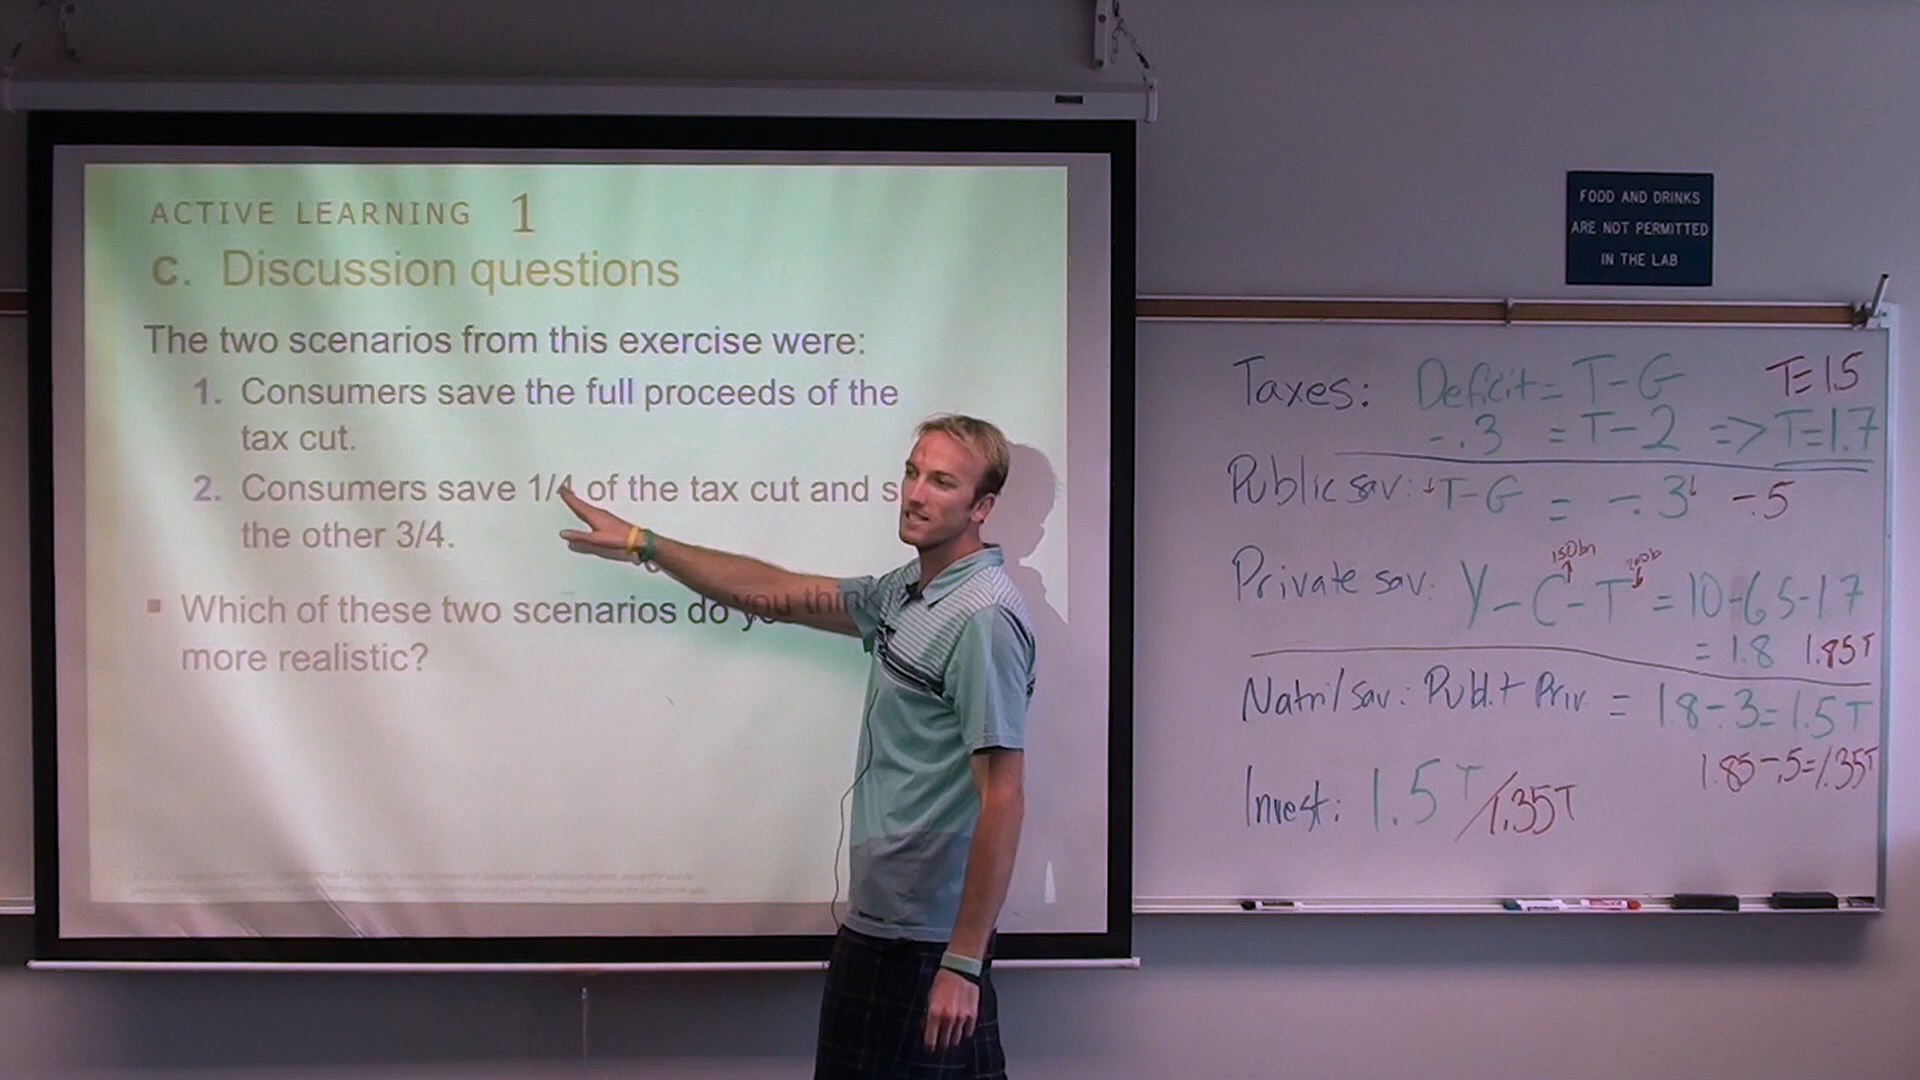 ACTIVE LEARNING 1
C. Discussion questions
The two scenarios from this exercise were:
1. Consumers save the full proceeds of the
tax cut.
2. Consumers save 1/4 of the tax cut and s
the other 3/4.
Which of these two scenarios do you think
more realistic?
FOOD AND DRINKS
ARE NOT PERMITTED
IN THE LAB
Taxes: Deficit = T-G T=1.5
-.3 = T-2 => T=1.7
Public sav: ↓T-G = -.3↓ -.5
150bn ↑ 200b ↓
Private sav: Y-C-T = 10-6.5-1.7
= 1.8 1.85T
Natn'l sav: Publ.+ Priv = 1.8-.3=1.5T
1.85-.5=1.35T
Invest: 1.5T/1.35T